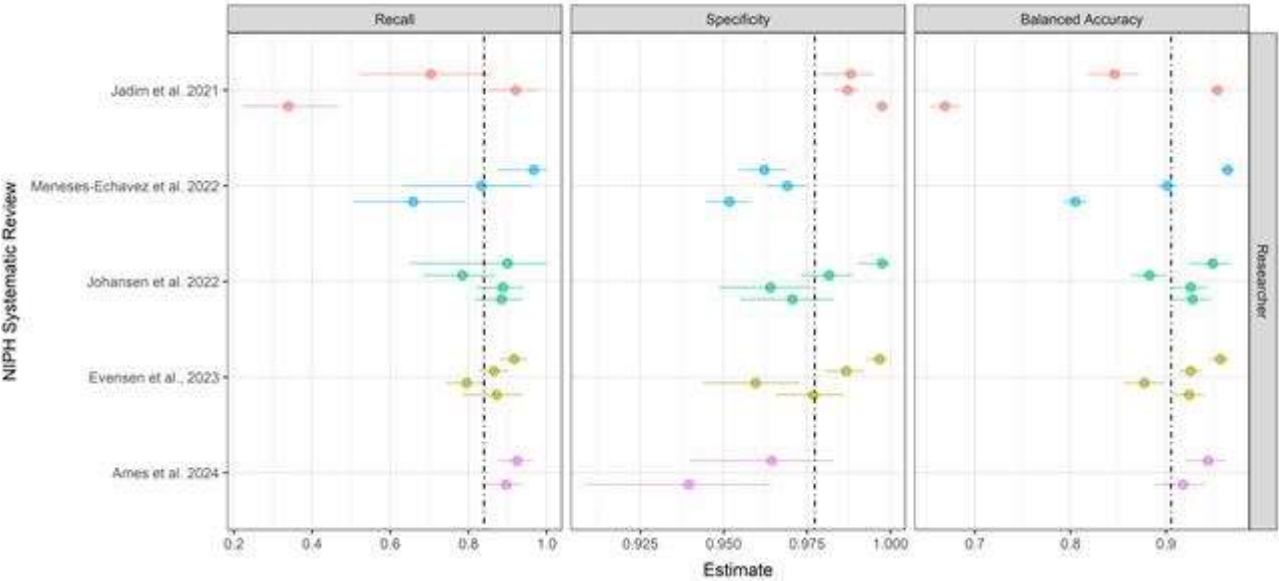 Recall
Specificity
Balanced Accuracy
NIPH Systematic Review
Jadim et al. 2021
Meneses-Echavez et al. 2022
Johansen et al. 2022
Evensen et al., 2023
Ames et al. 2024
Researcher
0.2 0.4 0.6 0.8 1.0
0.925 0.950 0.975 1.000
0.7 0.8 0.9
Estimate